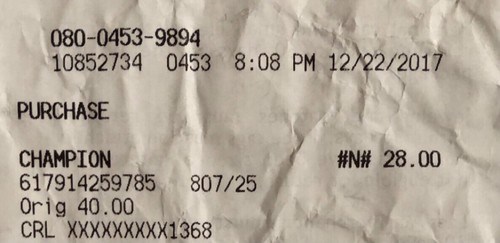 080-0453-9894
10852734 0453 8:08 PM 12/22/2017
PURCHASE
CHAMPION #N# 28.00
617914259785 807/25
Orig 40.00
CRL XXXXXXXXX1368